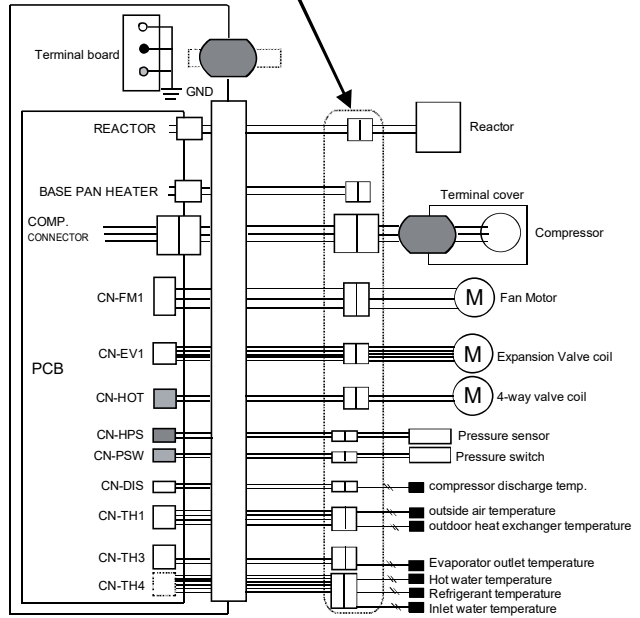 Terminal board
GND
REACTOR
Reactor
BASE PAN HEATER
Terminal cover
COMP.
CONNECTOR
Compressor
CN-FM1
M
Fan Motor
CN-EV1
M
Expansion Valve coil
PCB
CN-HOT
M
4-way valve coil
CN-HPS
Pressure sensor
CN-PSW
Pressure switch
CN-DIS
compressor discharge temp.
CN-TH1
outside air temperature
outdoor heat exchanger temperature
CN-TH3
Evaporator outlet temperature
CN-TH4
Hot water temperature
Refrigerant temperature
Inlet water temperature